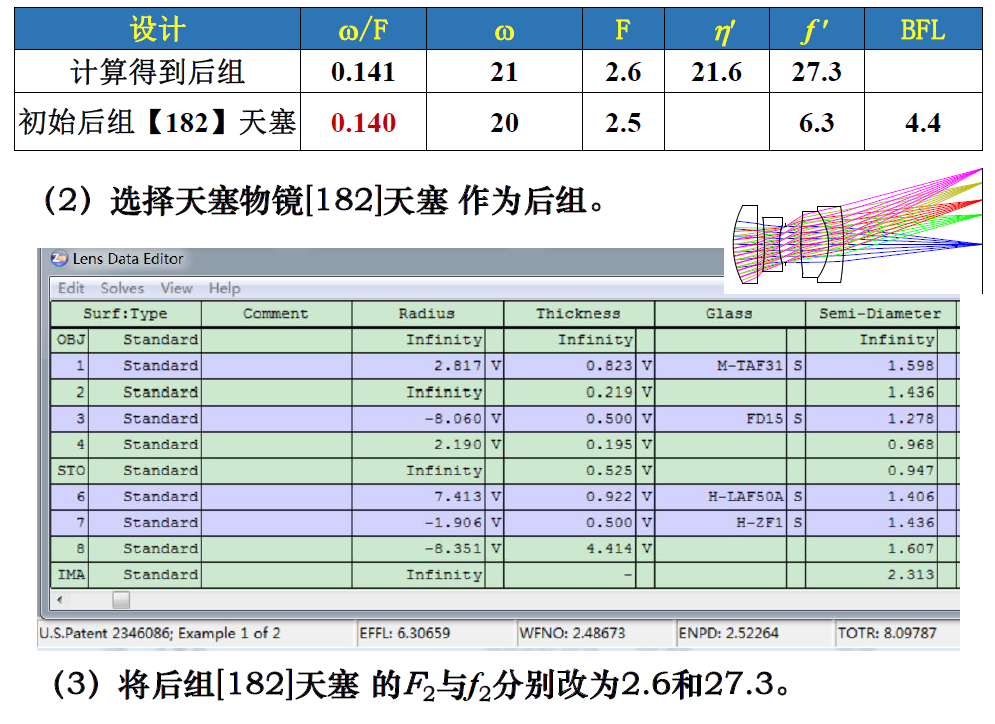 设计 ω/F ω F η′ f′ BFL
计算得到后组 0.141 21 2.6 21.6 27.3
初始后组【182】天塞 0.140 20 2.5 6.3 4.4
（2）选择天塞物镜[182]天塞 作为后组。
Lens Data Editor
Edit Solves View Help
Surf:Type Comment Radius Thickness Glass Semi-Diameter
OBJ Standard Infinity Infinity Infinity
1 Standard 2.817 V 0.823 V M-TAF31 S 1.598
2 Standard Infinity 0.219 V 1.436
3 Standard -8.060 V 0.500 V FD15 S 1.278
4 Standard 2.190 V 0.195 V 0.968
STO Standard Infinity 0.525 V 0.947
6 Standard 7.413 V 0.922 V H-LAF50A S 1.406
7 Standard -1.906 V 0.500 V H-ZF1 S 1.436
8 Standard -8.351 V 4.414 V 1.607
IMA Standard Infinity - 2.313
U.S.Patent 2346086; Example 1 of 2 EFFL: 6.30659 WFNO: 2.48673 ENPD: 2.52264 TOTR: 8.09787
（3）将后组[182]天塞 的F₂与f₂分别改为2.6和27.3。